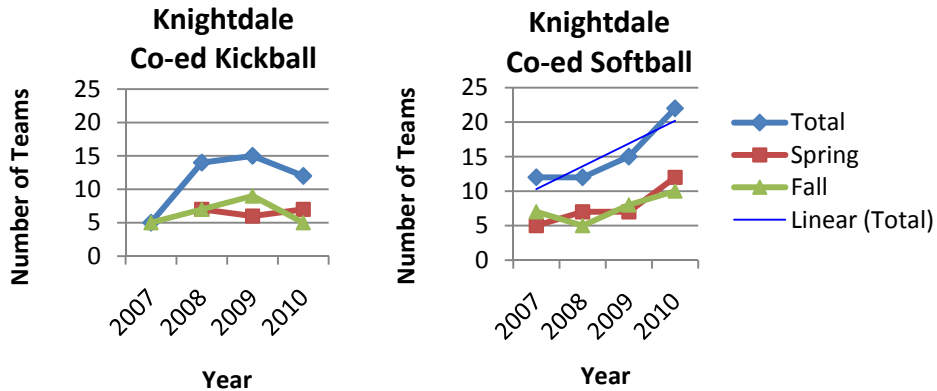 Knightdale
Co-ed Kickball
Number of Teams
25
20
15
10
5
0
2007
2008
2009
2010
Year
Knightdale
Co-ed Softball
Number of Teams
25
20
15
10
5
0
2007
2008
2009
2010
Year
Total
Spring
Fall
Linear (Total)